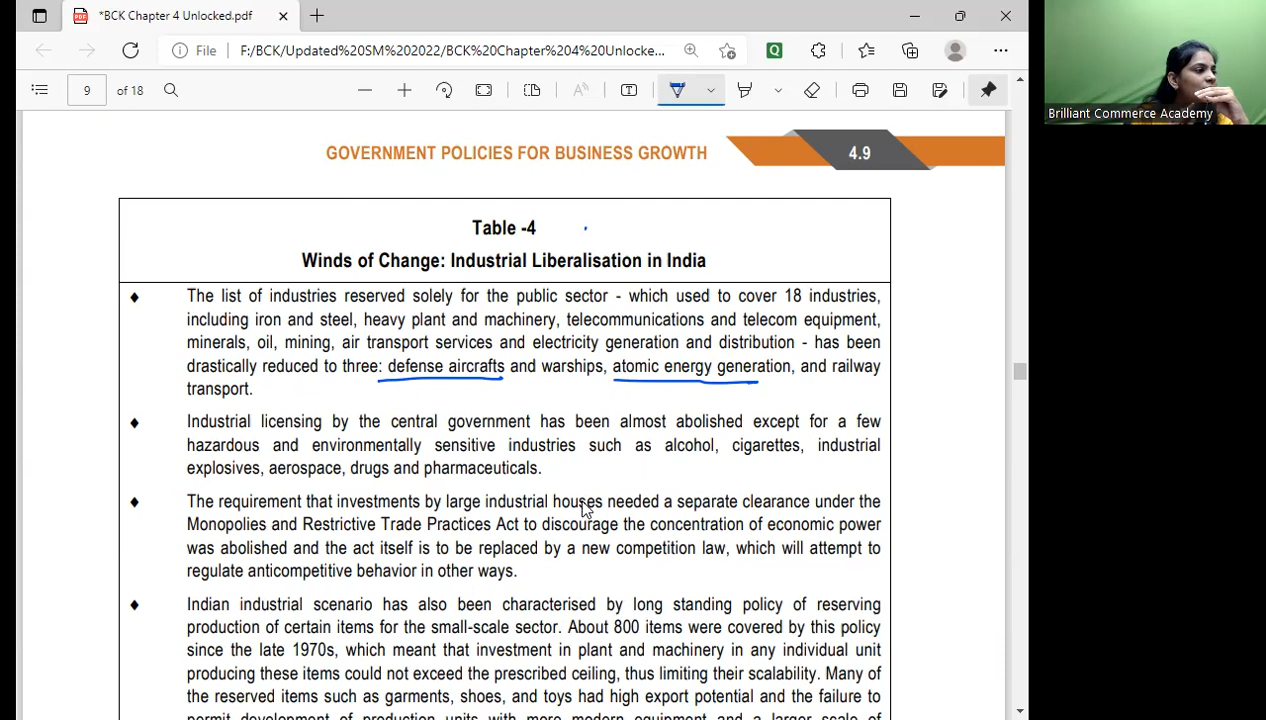 *BCK Chapter 4 Unlocked.pdf
File
F:/BCK/Updated%20SM%202022/BCK%20Chapter%204%20Unlocke...
Q
9 of 18
Brilliant Commerce Academy
GOVERNMENT POLICIES FOR BUSINESS GROWTH
4.9
Table -4
Winds of Change: Industrial Liberalisation in India
♦ The list of industries reserved solely for the public sector - which used to cover 18 industries,
including iron and steel, heavy plant and machinery, telecommunications and telecom equipment,
minerals, oil, mining, air transport services and electricity generation and distribution - has been
drastically reduced to three: defense aircrafts and warships, atomic energy generation, and railway
transport.
♦ Industrial licensing by the central government has been almost abolished except for a few
hazardous and environmentally sensitive industries such as alcohol, cigarettes, industrial
explosives, aerospace, drugs and pharmaceuticals.
♦ The requirement that investments by large industrial houses needed a separate clearance under the
Monopolies and Restrictive Trade Practices Act to discourage the concentration of economic power
was abolished and the act itself is to be replaced by a new competition law, which will attempt to
regulate anticompetitive behavior in other ways.
♦ Indian industrial scenario has also been characterised by long standing policy of reserving
production of certain items for the small-scale sector. About 800 items were covered by this policy
since the late 1970s, which meant that investment in plant and machinery in any individual unit
producing these items could not exceed the prescribed ceiling, thus limiting their scalability. Many of
the reserved items such as garments, shoes, and toys had high export potential and the failure to
permit development of production units with more modern equipment and a larger scale of